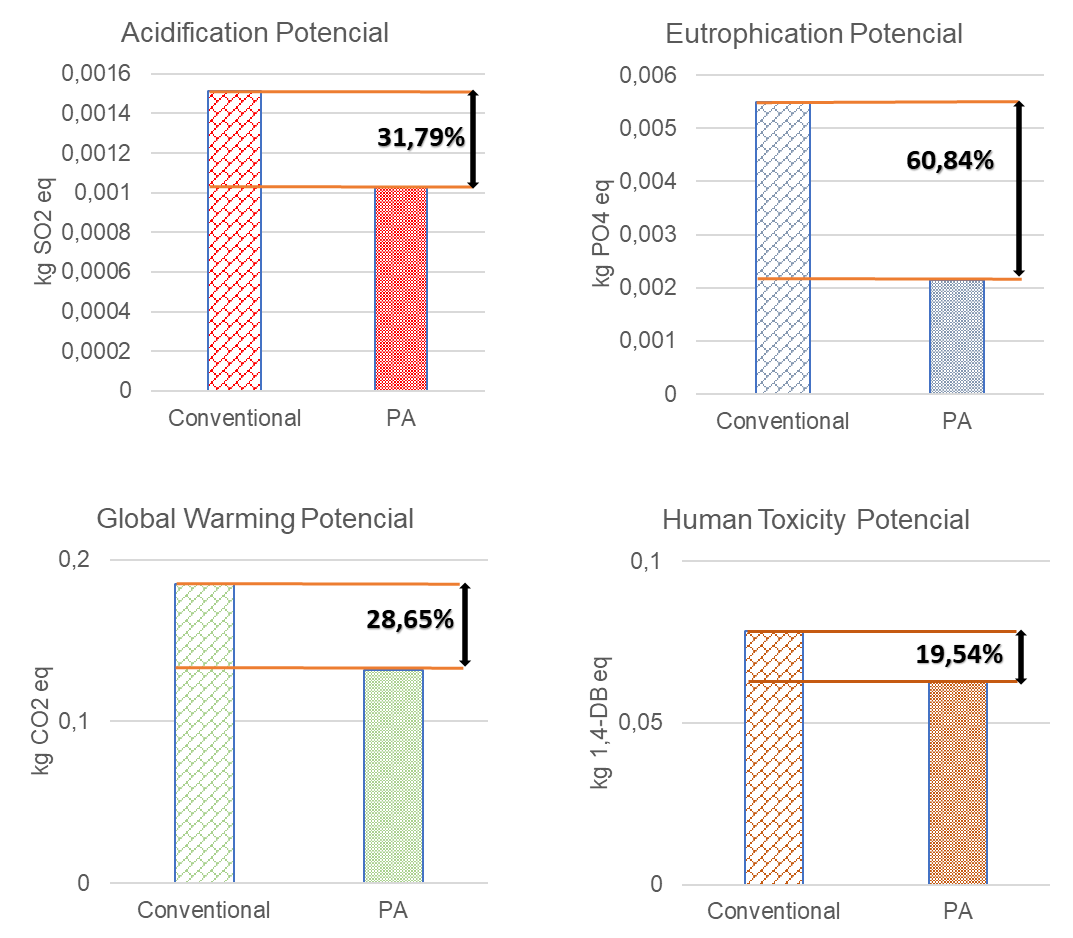 Acidification Potencial
kg SO2 eq
0,0016
0,0014
0,0012
0,001
0,0008
0,0006
0,0004
0,0002
0
31,79%
Conventional
PA
Eutrophication Potencial
kg PO4 eq
0,006
0,005
0,004
0,003
0,002
0,001
0
60,84%
Conventional
PA
Global Warming Potencial
kg CO2 eq
0,2
0,1
0
28,65%
Conventional
PA
Human Toxicity Potencial
kg 1,4-DB eq
0,1
0,05
0
19,54%
Conventional
PA